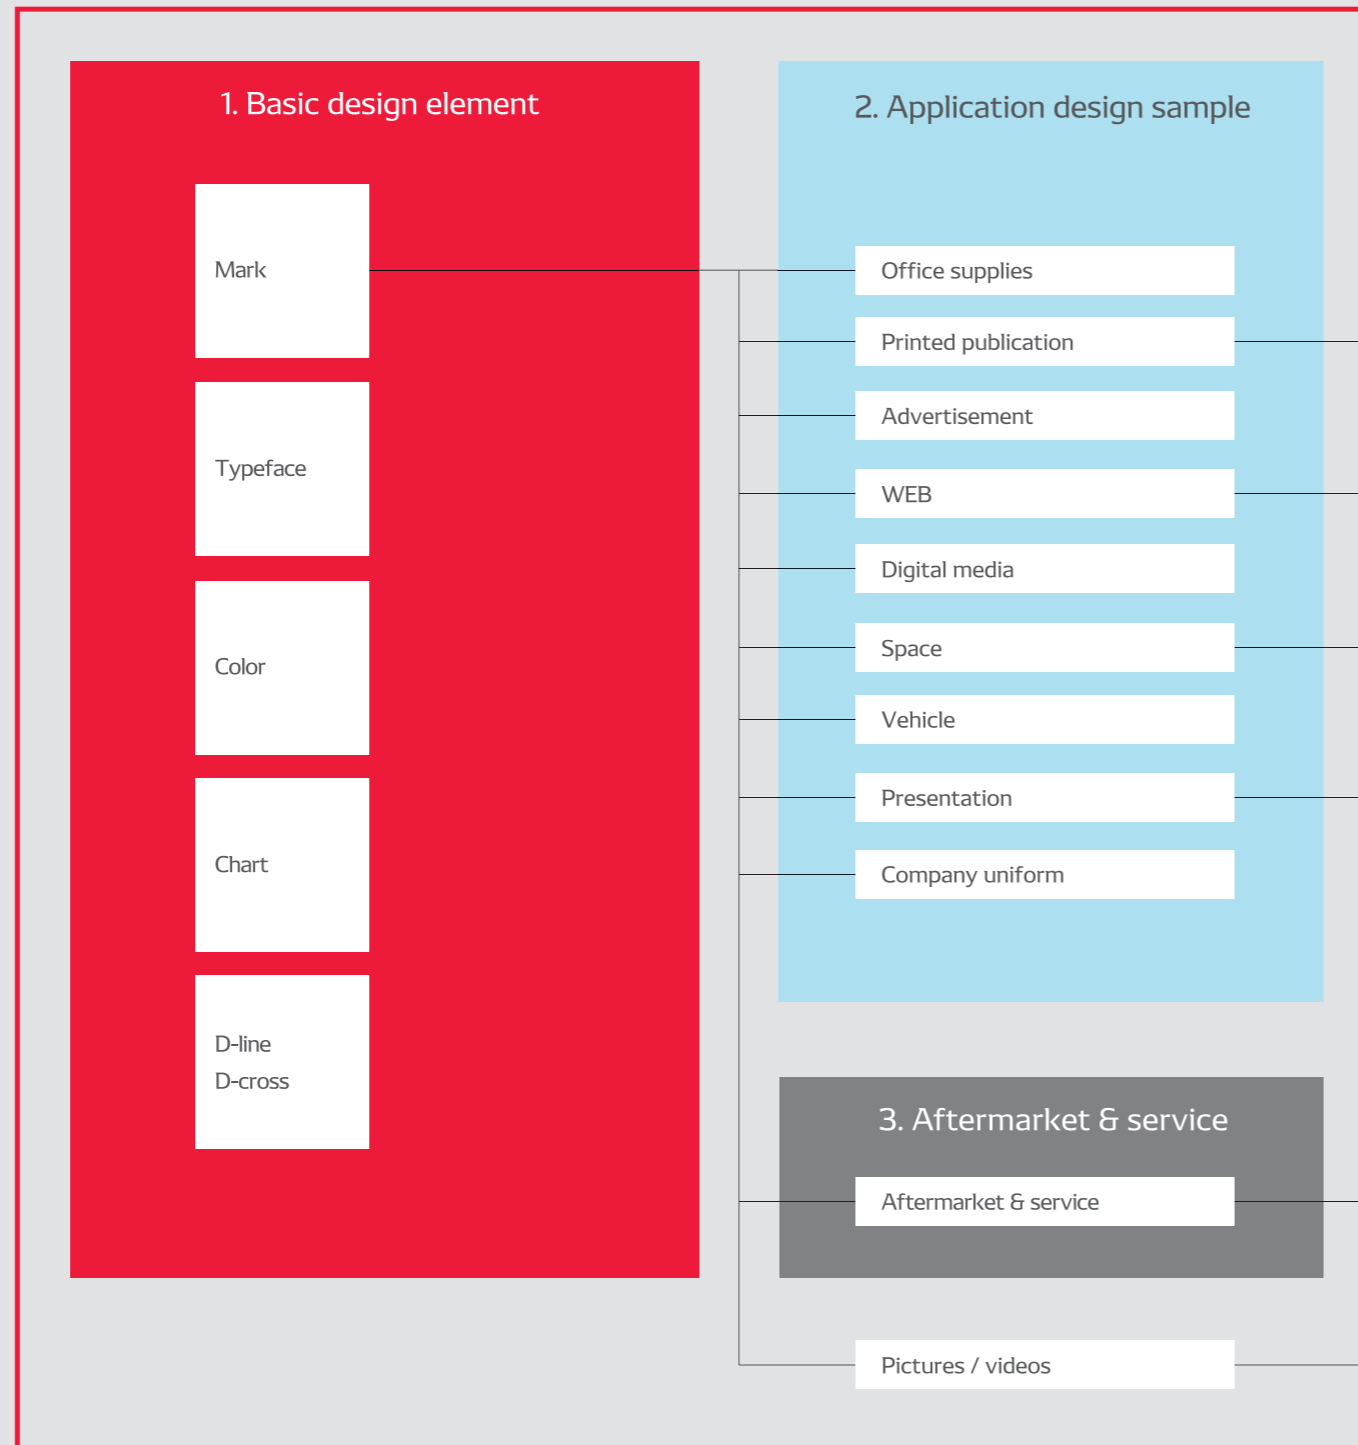 1. Basic design element
Mark
Typeface
Color
Chart
D-line
D-cross
2. Application design sample
Office supplies
Printed publication
Advertisement
WEB
Digital media
Space
Vehicle
Presentation
Company uniform
3. Aftermarket & service
Aftermarket & service
Pictures / videos